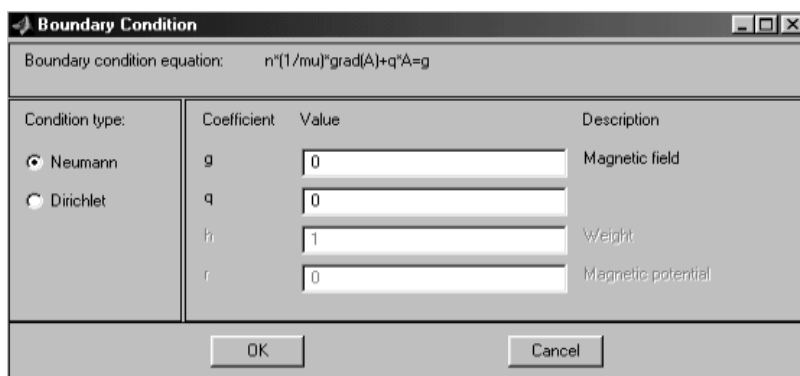 Boundary Condition
Boundary condition equation: n*(1/mu)*grad(A)+q*A=g
Condition type:
Neumann
Dirichlet
Coefficient Value Description
g 0 Magnetic field
q 0
h 1 Weight
r 0 Magnetic potential
OK Cancel